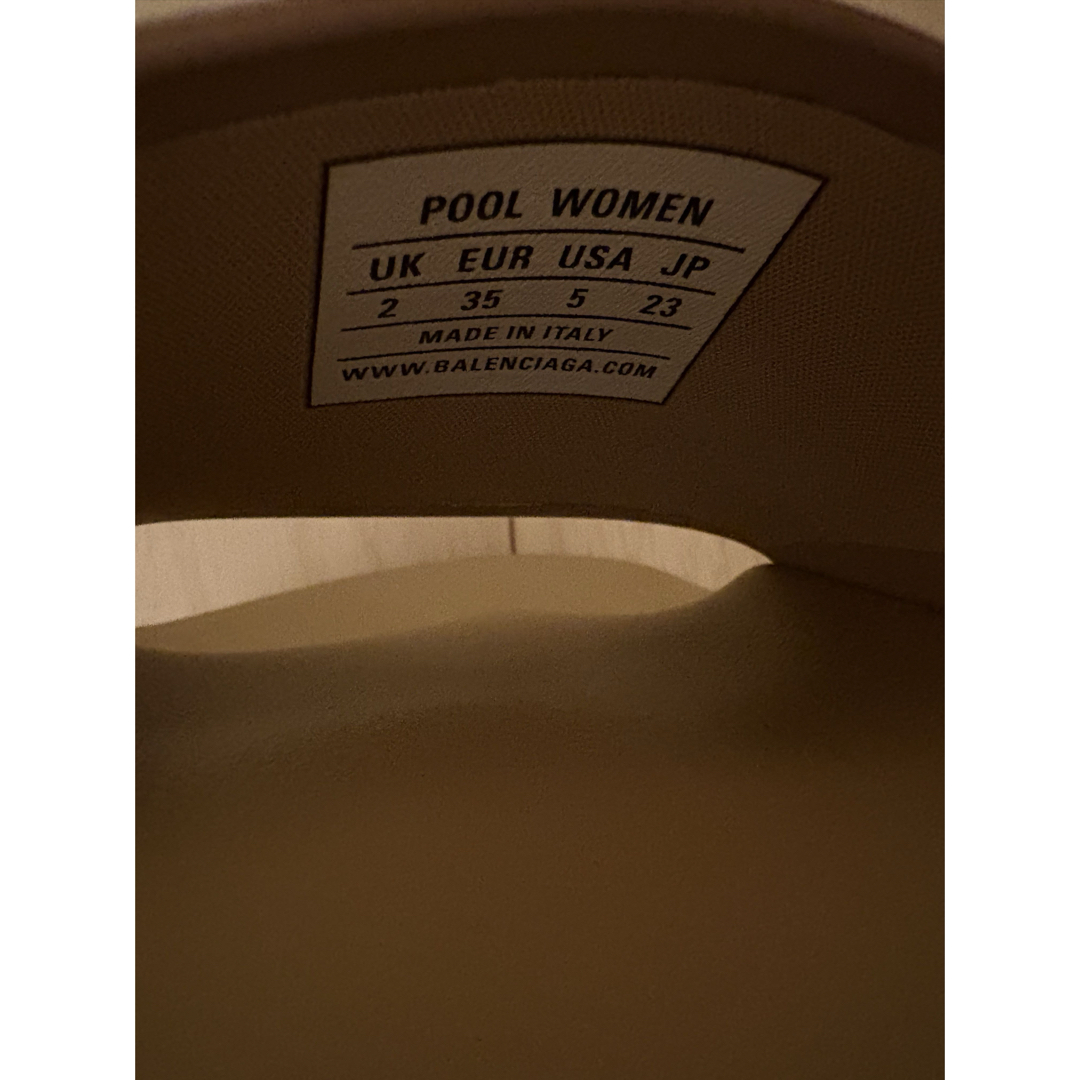 POOL WOMEN
UK EUR USA JP
2 35 5 23
MADE IN ITALY
WWW.BALENCIAGA.COM